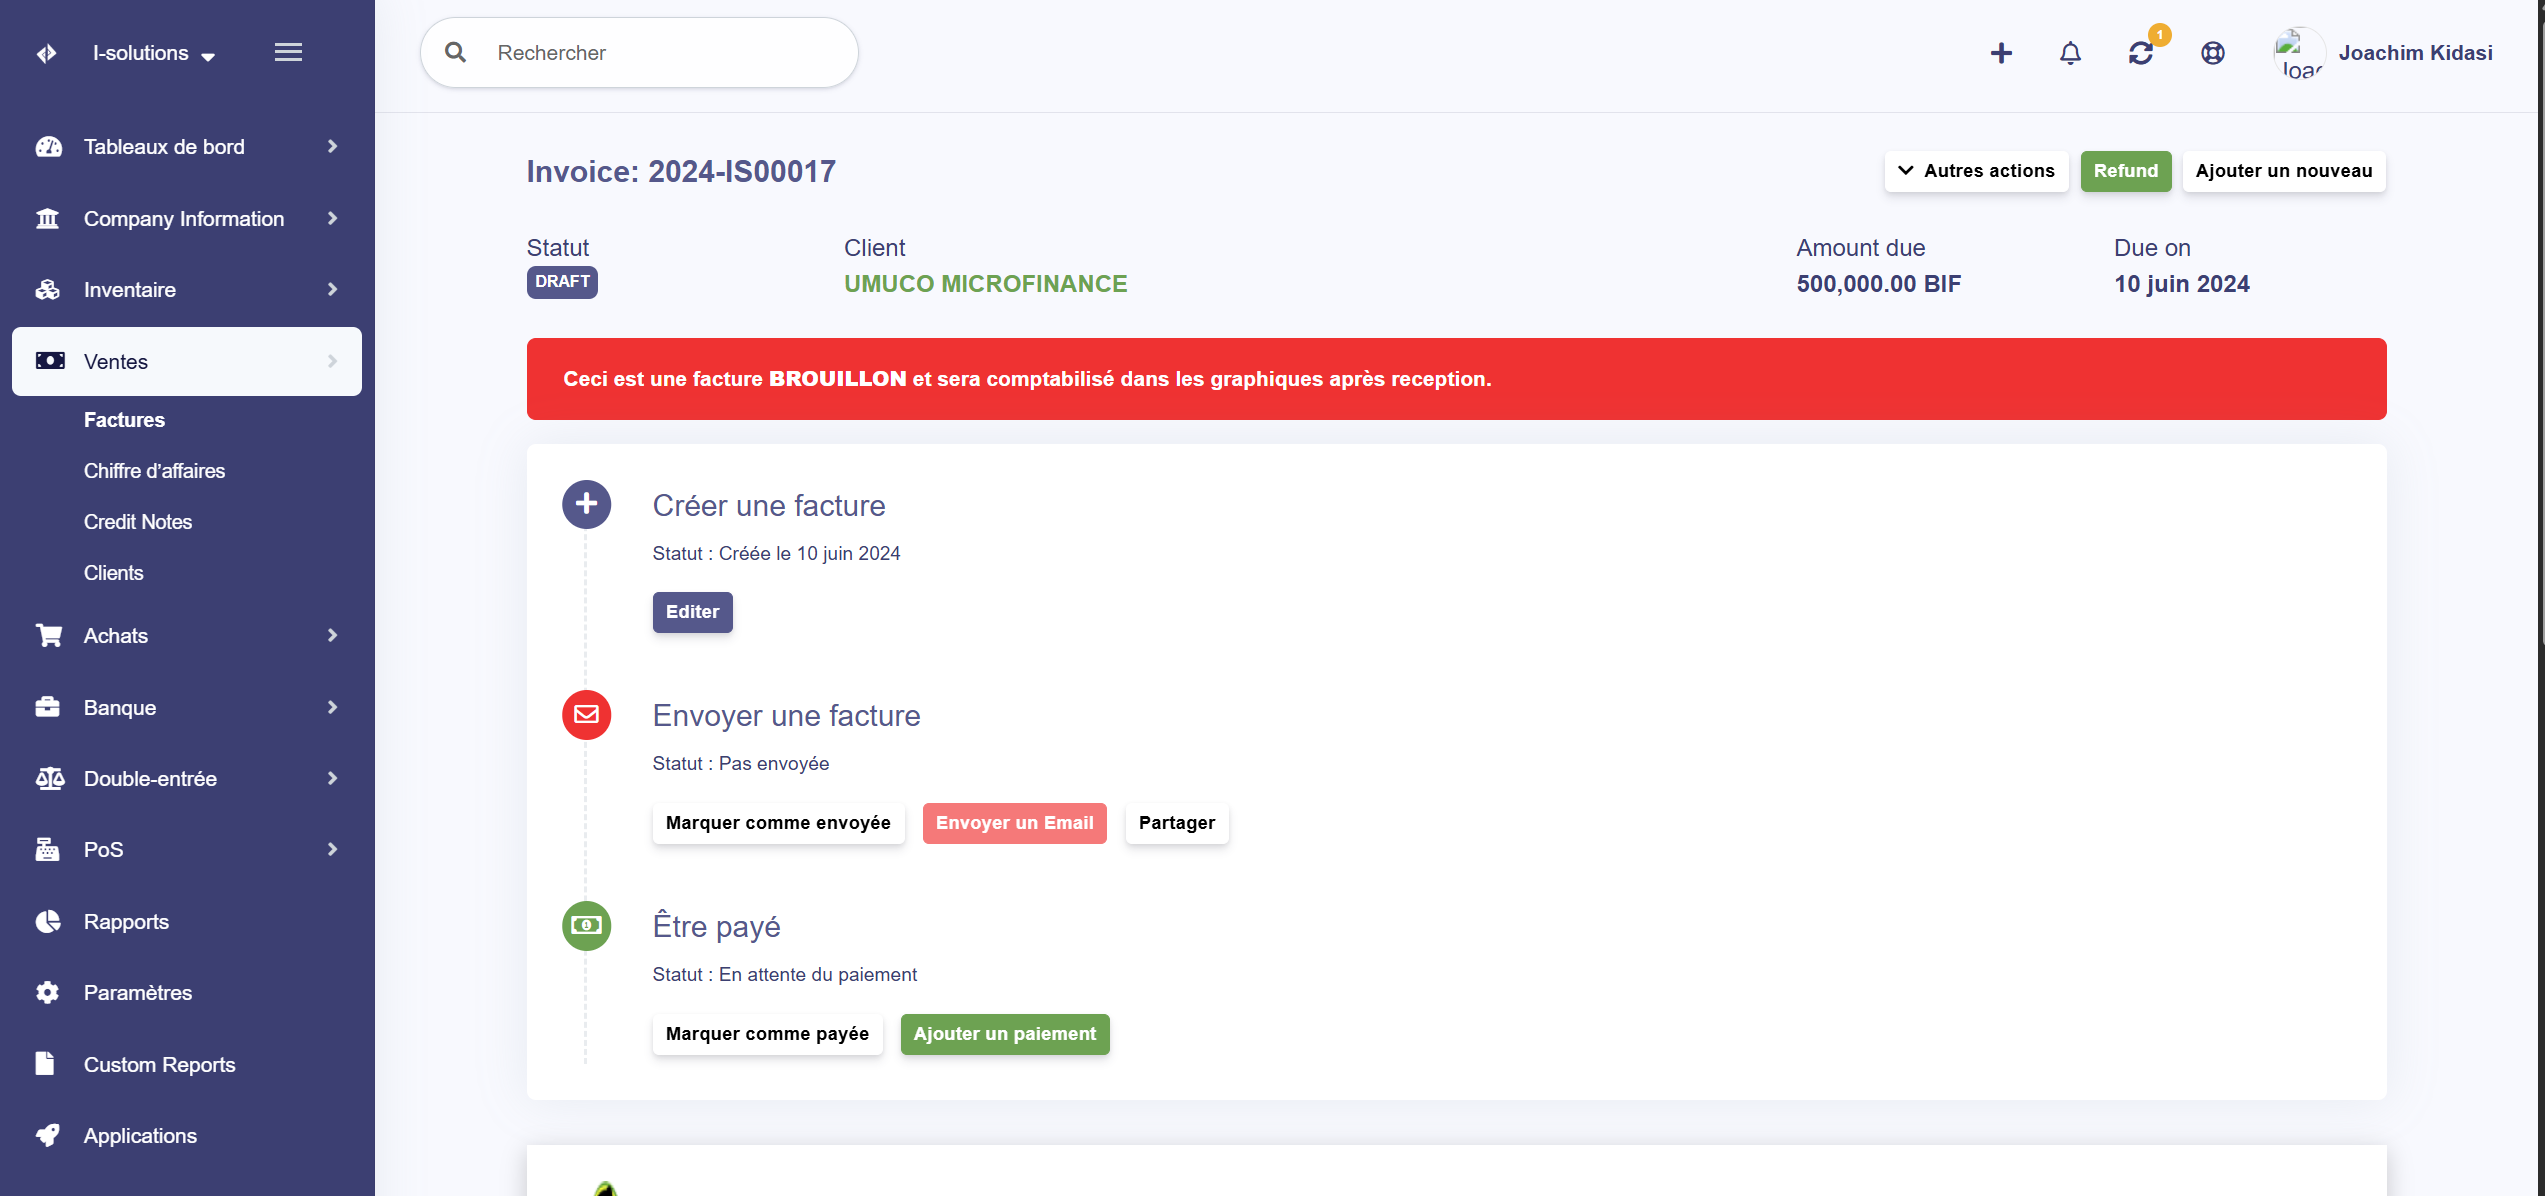 I-solutions
Rechercher
1
Joac
Joachim Kidasi
Tableaux de bord
Company Information
Inventaire
Ventes
Factures
Chiffre d'affaires
Credit Notes
Clients
Achats
Banque
Double-entrée
PoS
Rapports
Paramètres
Custom Reports
Applications
Invoice: 2024-IS00017
Autres actions
Refund
Ajouter un nouveau
Statut
DRAFT
Client
UMUCO MICROFINANCE
Amount due
500,000.00 BIF
Due on
10 juin 2024
Ceci est une facture BROUILLON et sera comptabilisé dans les graphiques après reception.
Créer une facture
Statut : Créée le 10 juin 2024
Editer
Envoyer une facture
Statut : Pas envoyée
Marquer comme envoyée
Envoyer un Email
Partager
Être payé
Statut : En attente du paiement
Marquer comme payée
Ajouter un paiement